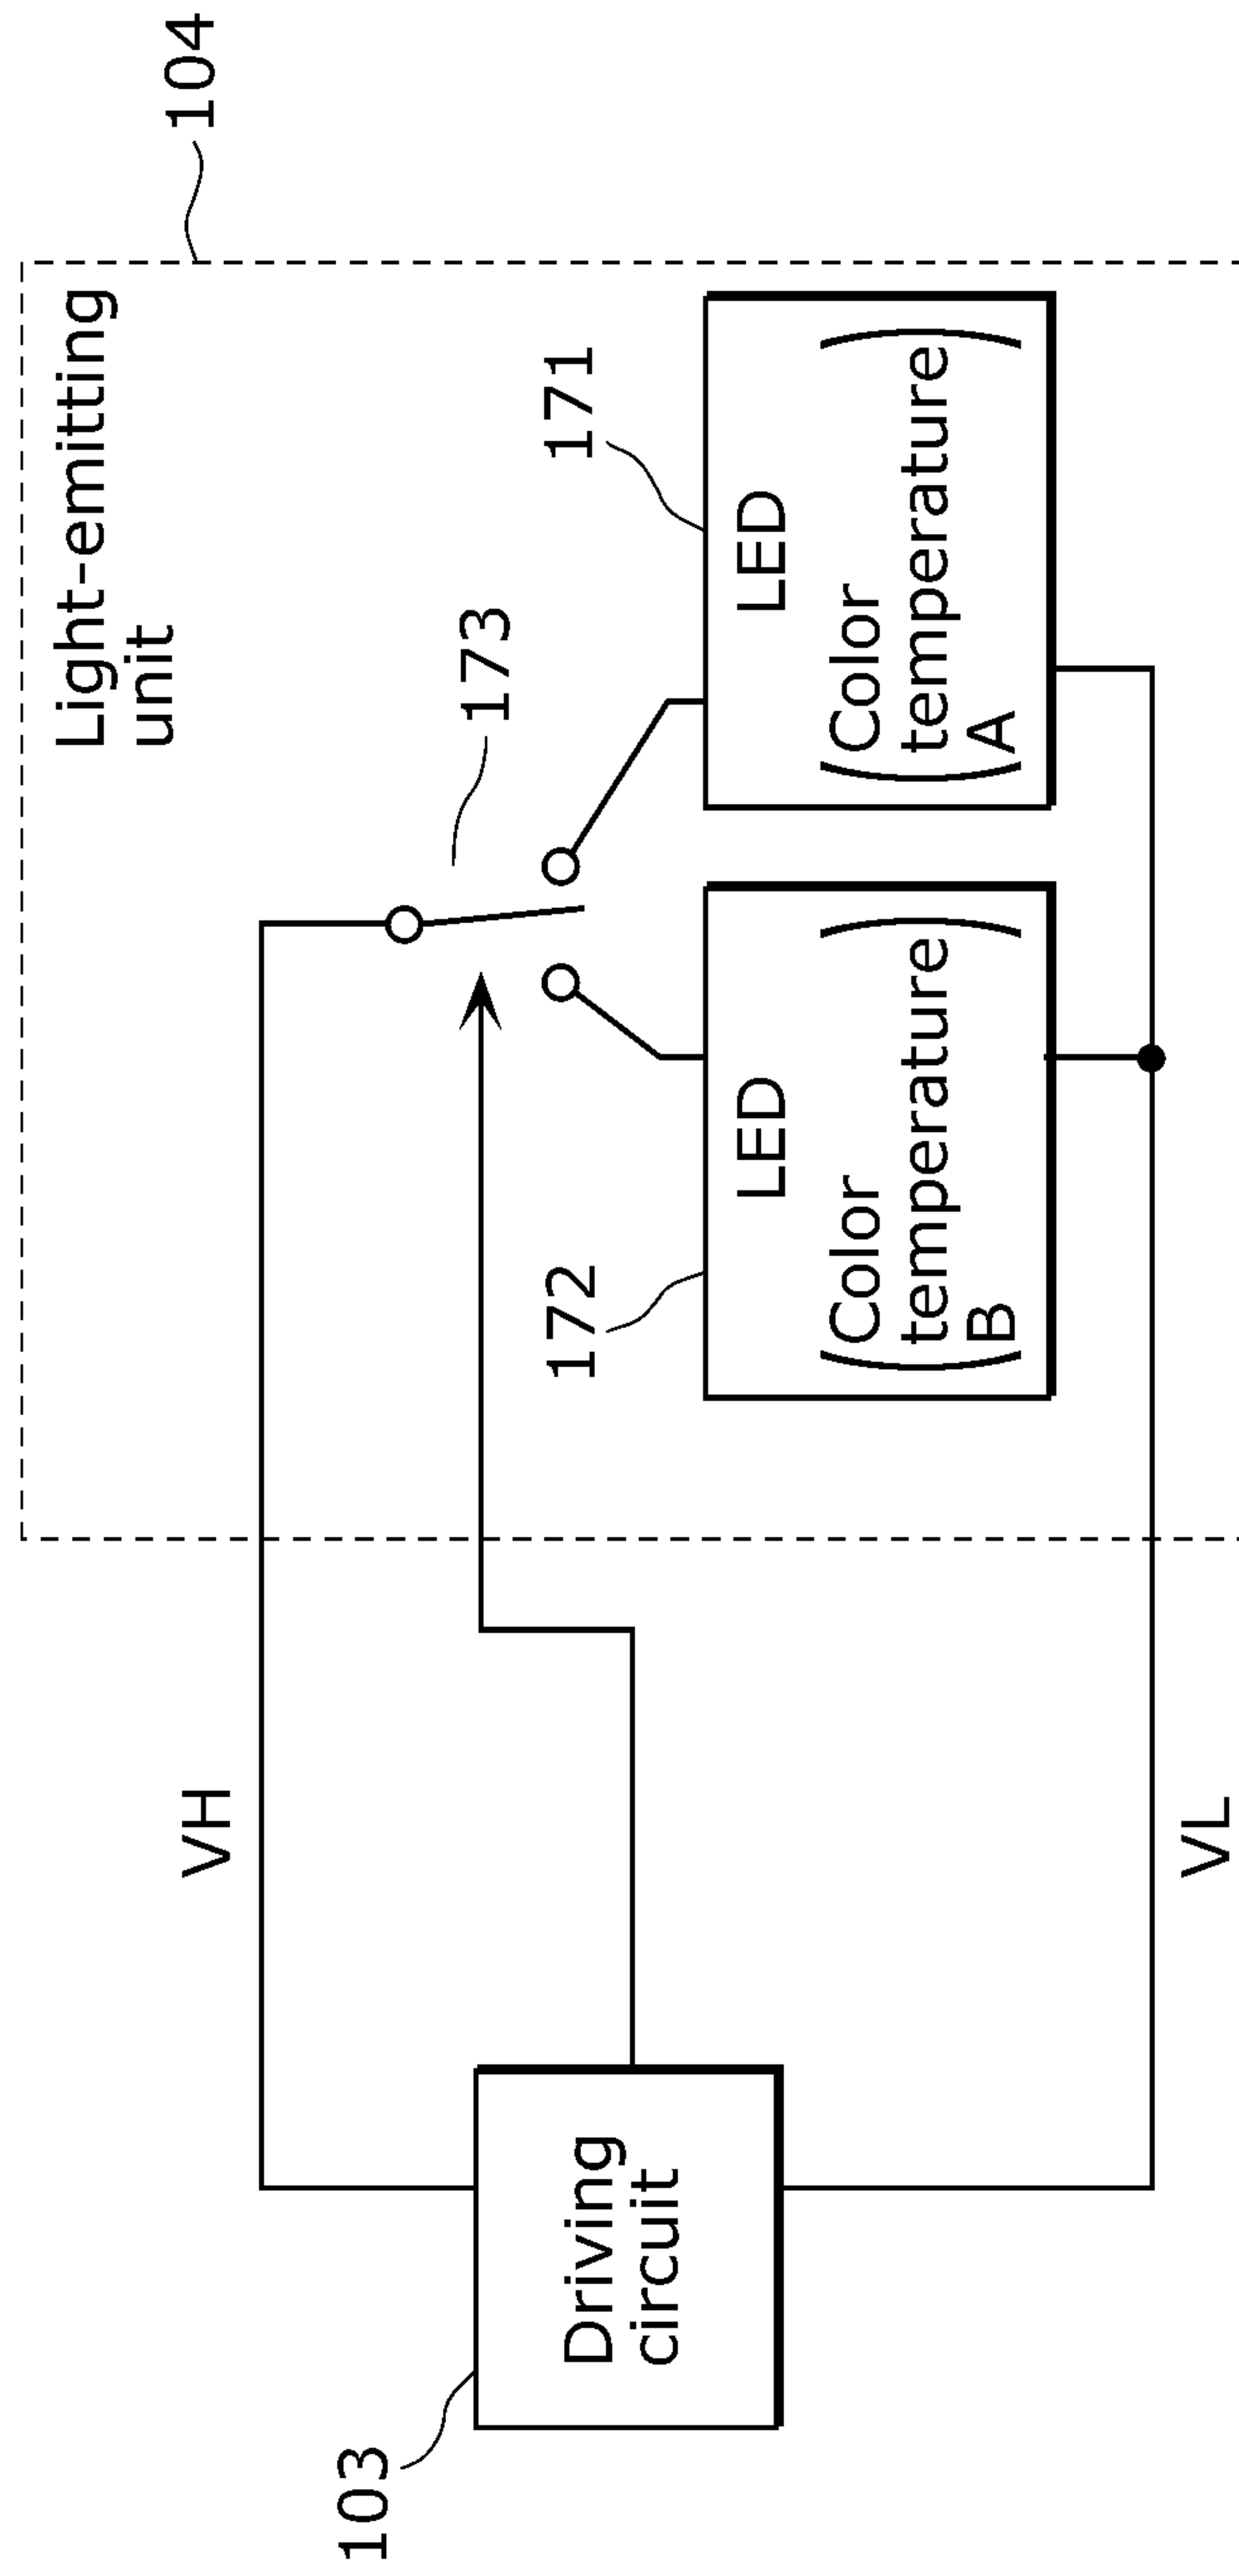 104
Light-emitting
unit
173
171
LED
(Color
temperature)
A
172
LED
(Color
temperature)
B
VH
VL
103
Driving
circuit